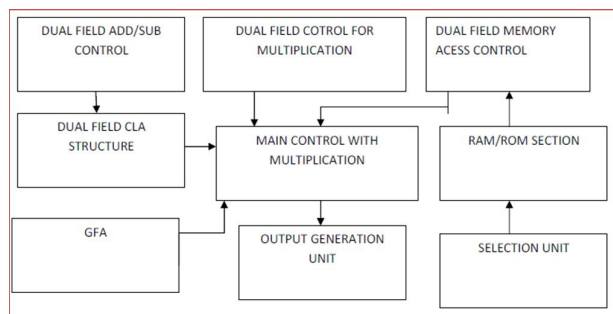 DUAL FIELD ADD/SUB
CONTROL
DUAL FIELD COTROL FOR
MULTIPLICATION
DUAL FIELD MEMORY
ACESS CONTROL
DUAL FIELD CLA
STRUCTURE
MAIN CONTROL WITH
MULTIPLICATION
RAM/ROM SECTION
GFA
OUTPUT GENERATION
UNIT
SELECTION UNIT